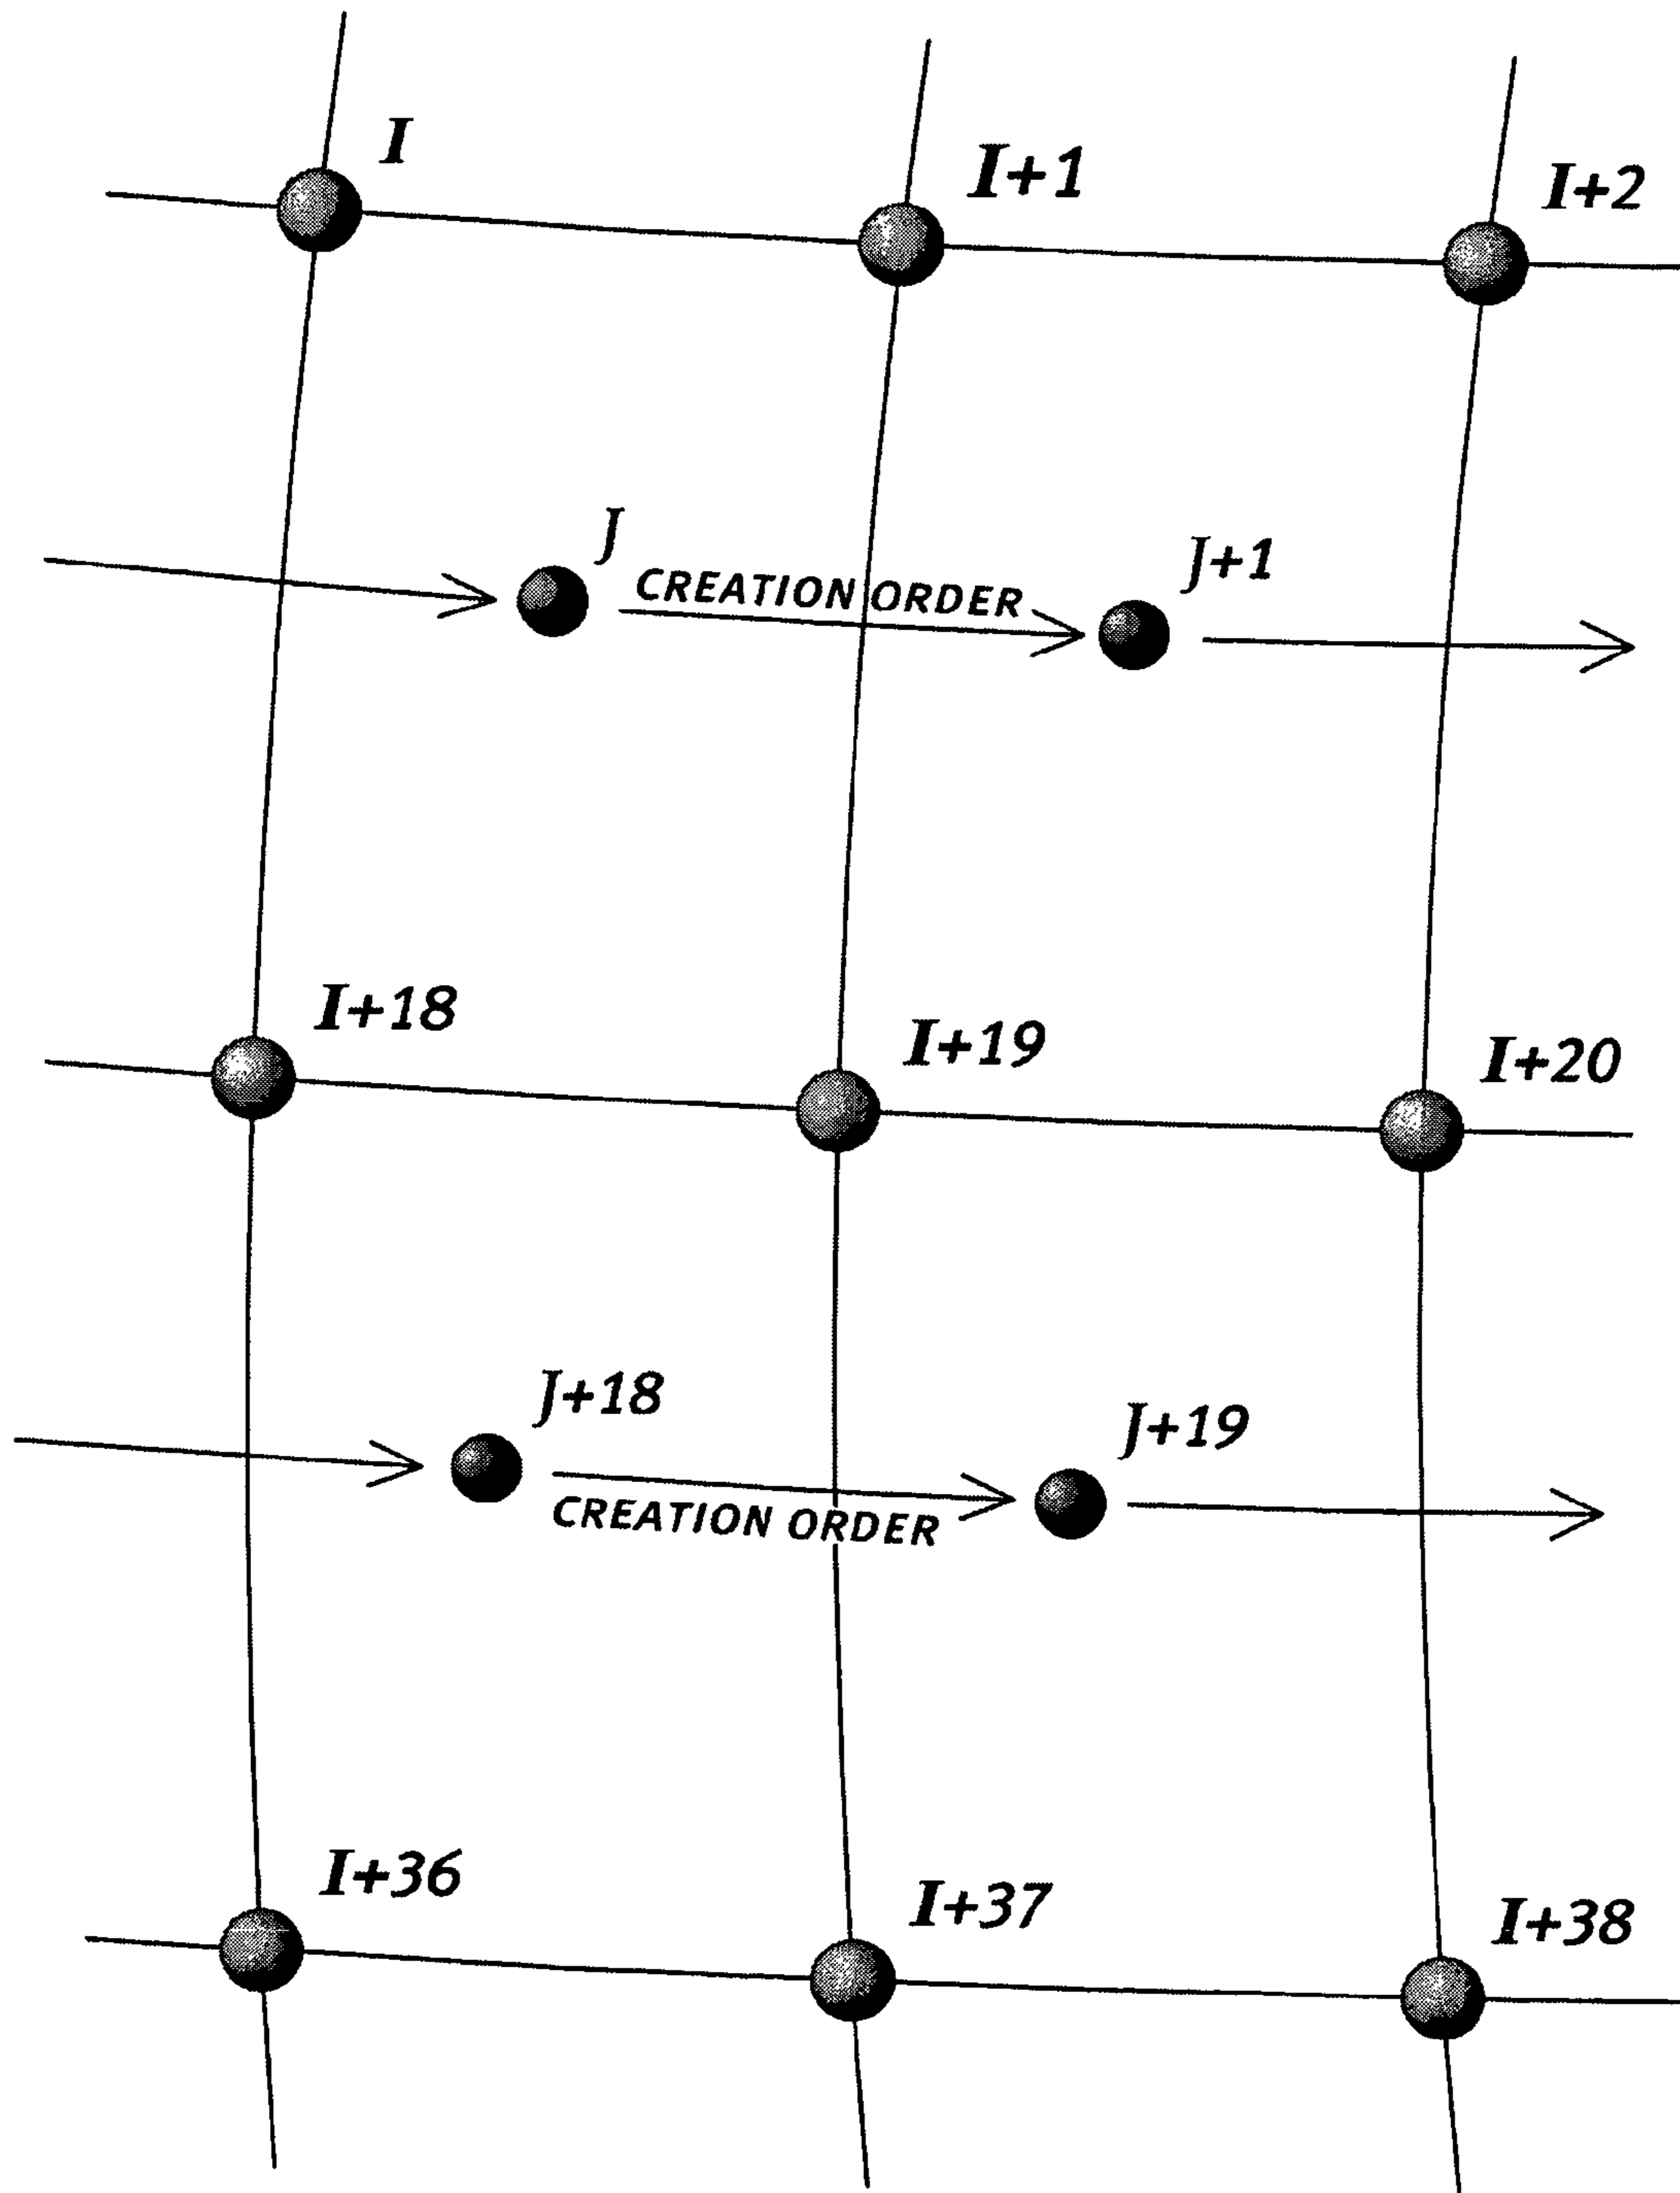 I
I+1
I+2
J
CREATION ORDER
J+1
I+18
I+19
I+20
J+18
J+19
CREATION ORDER
I+36
I+37
I+38